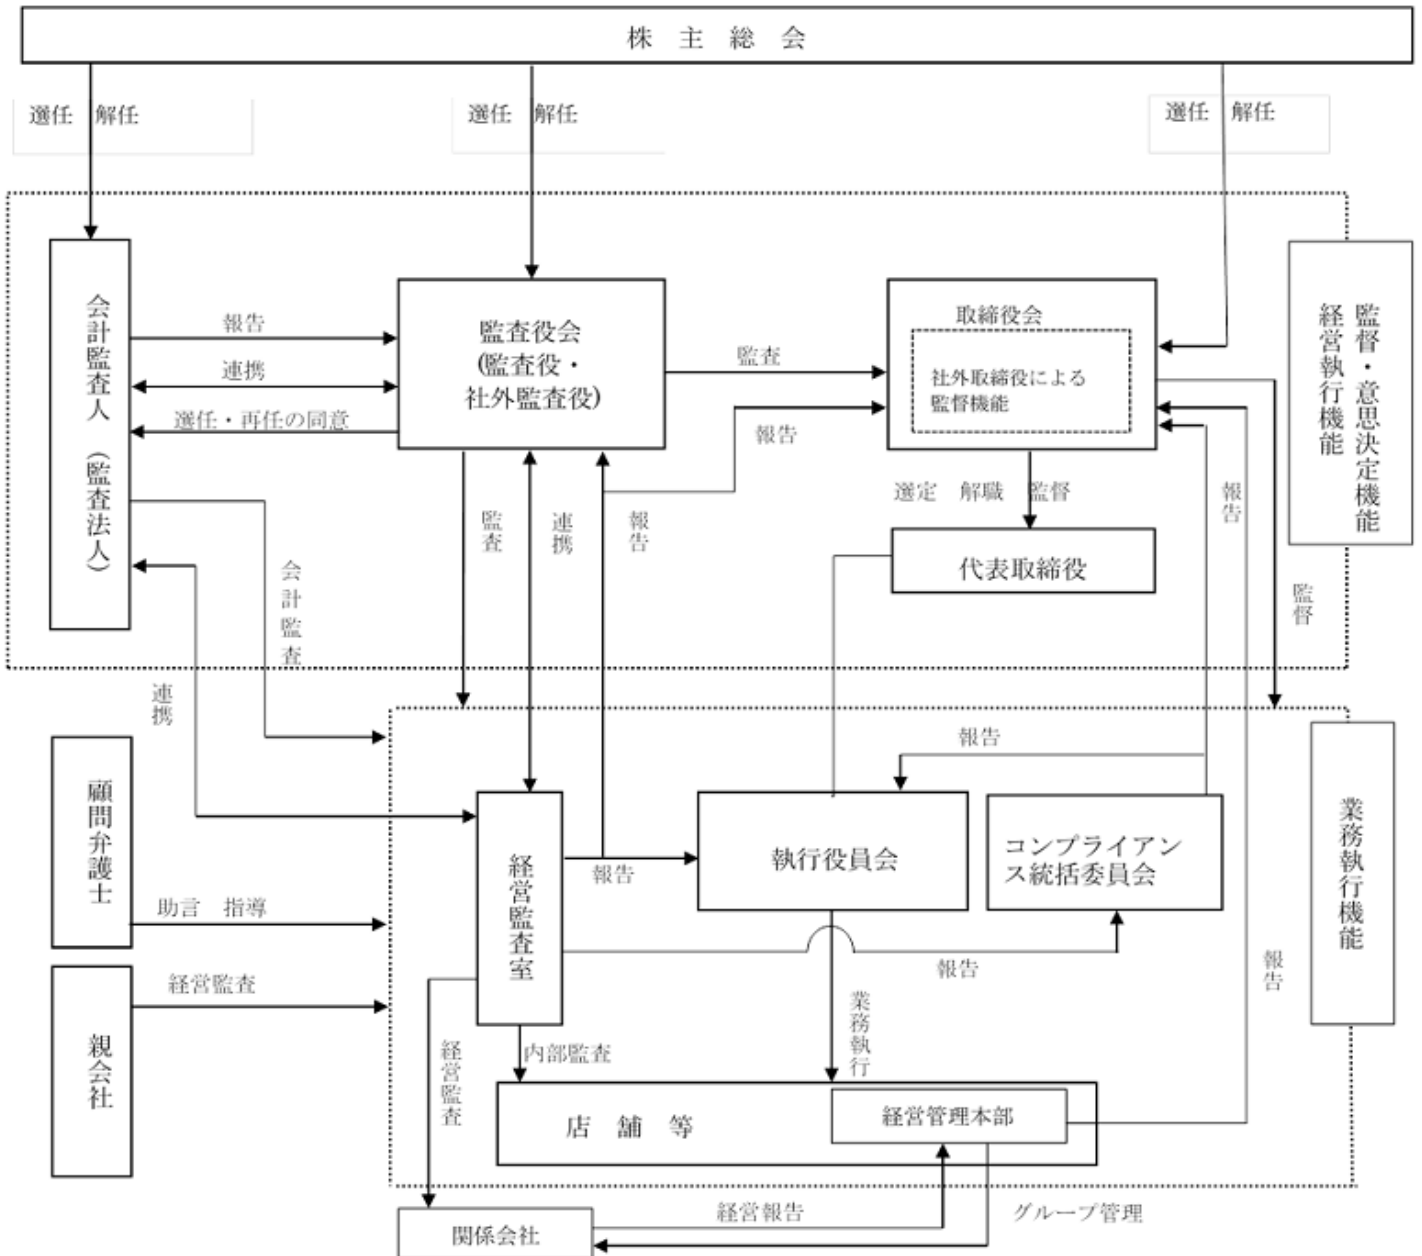 株 主 総 会
選任 解任
選任 解任
選任 解任
会計監査人（監査法人）
報告
連携
選任・再任の同意
監査役会
(監査役・
社外監査役)
監査
報告
取締役会
社外取締役による
監督機能
監督・意思決定機能
経営執行機能
選定 解職 監督
代表取締役
監査
連携
報告
報告
会計監査
監督
連携
顧問弁護士
助言 指導
親会社
経営監査
経営監査室
報告
報告
執行役員会
コンプライアン
ス統括委員会
業務執行機能
報告
報告
業務執行
経営監査
内部監査
店 舗 等
経営管理本部
関係会社
経営報告
グループ管理